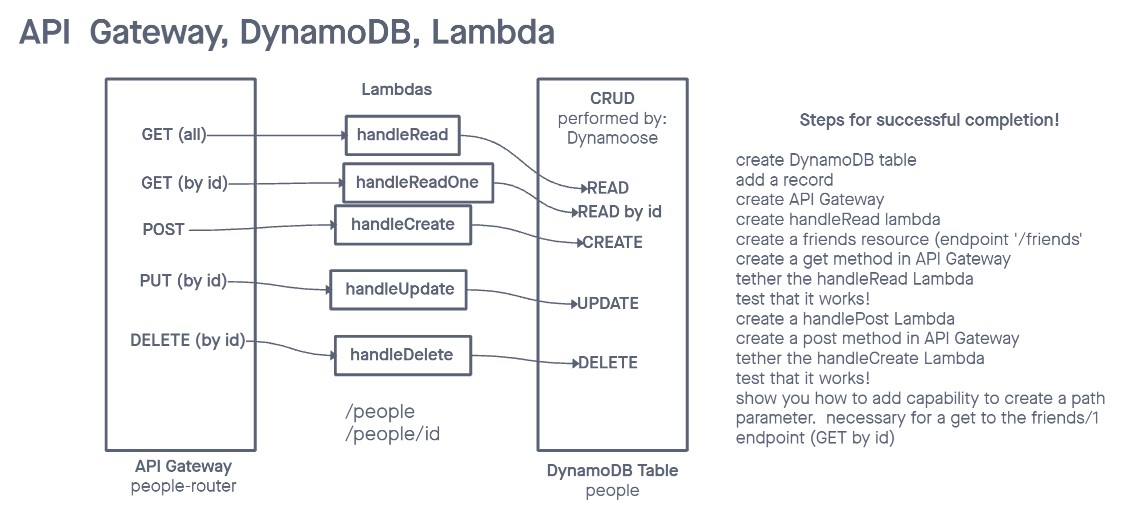 API Gateway, DynamoDB, Lambda
Lambdas
GET (all)
handleRead
GET (by id)
handleReadOne
POST
handleCreate
PUT (by id)
handleUpdate
DELETE (by id)
handleDelete
/people
/people/id
API Gateway
people-router
CRUD
performed by:
Dynamoose
READ
READ by id
CREATE
UPDATE
DELETE
DynamoDB Table
people
Steps for successful completion!
create DynamoDB table
add a record
create API Gateway
create handleRead lambda
create a friends resource (endpoint '/friends'
create a get method in API Gateway
tether the handleRead Lambda
test that it works!
create a handlePost Lambda
create a post method in API Gateway
tether the handleCreate Lambda
test that it works!
show you how to add capability to create a path
parameter.  necessary for a get to the friends/1
endpoint (GET by id)